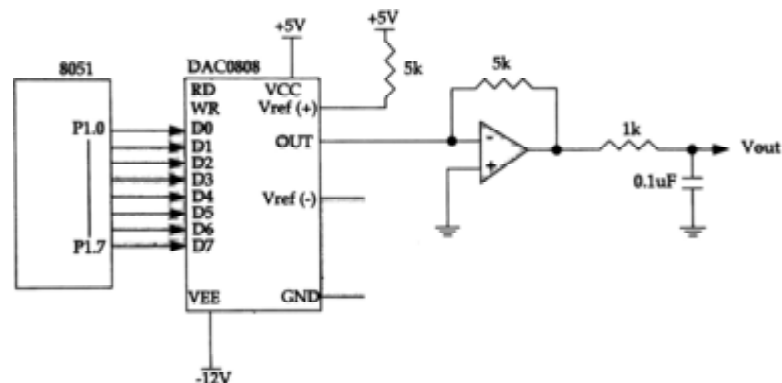 +5V
+5V
8051
DAC0808
5k
5k
RD
VCC
WR
Vref (+)
P1.0
D0
OUT
D1
D2
D3
D4
Vref (-)
D5
D6
P1.7
D7
-
+
1k
Vout
0.1uF
VEE
GND
-12V